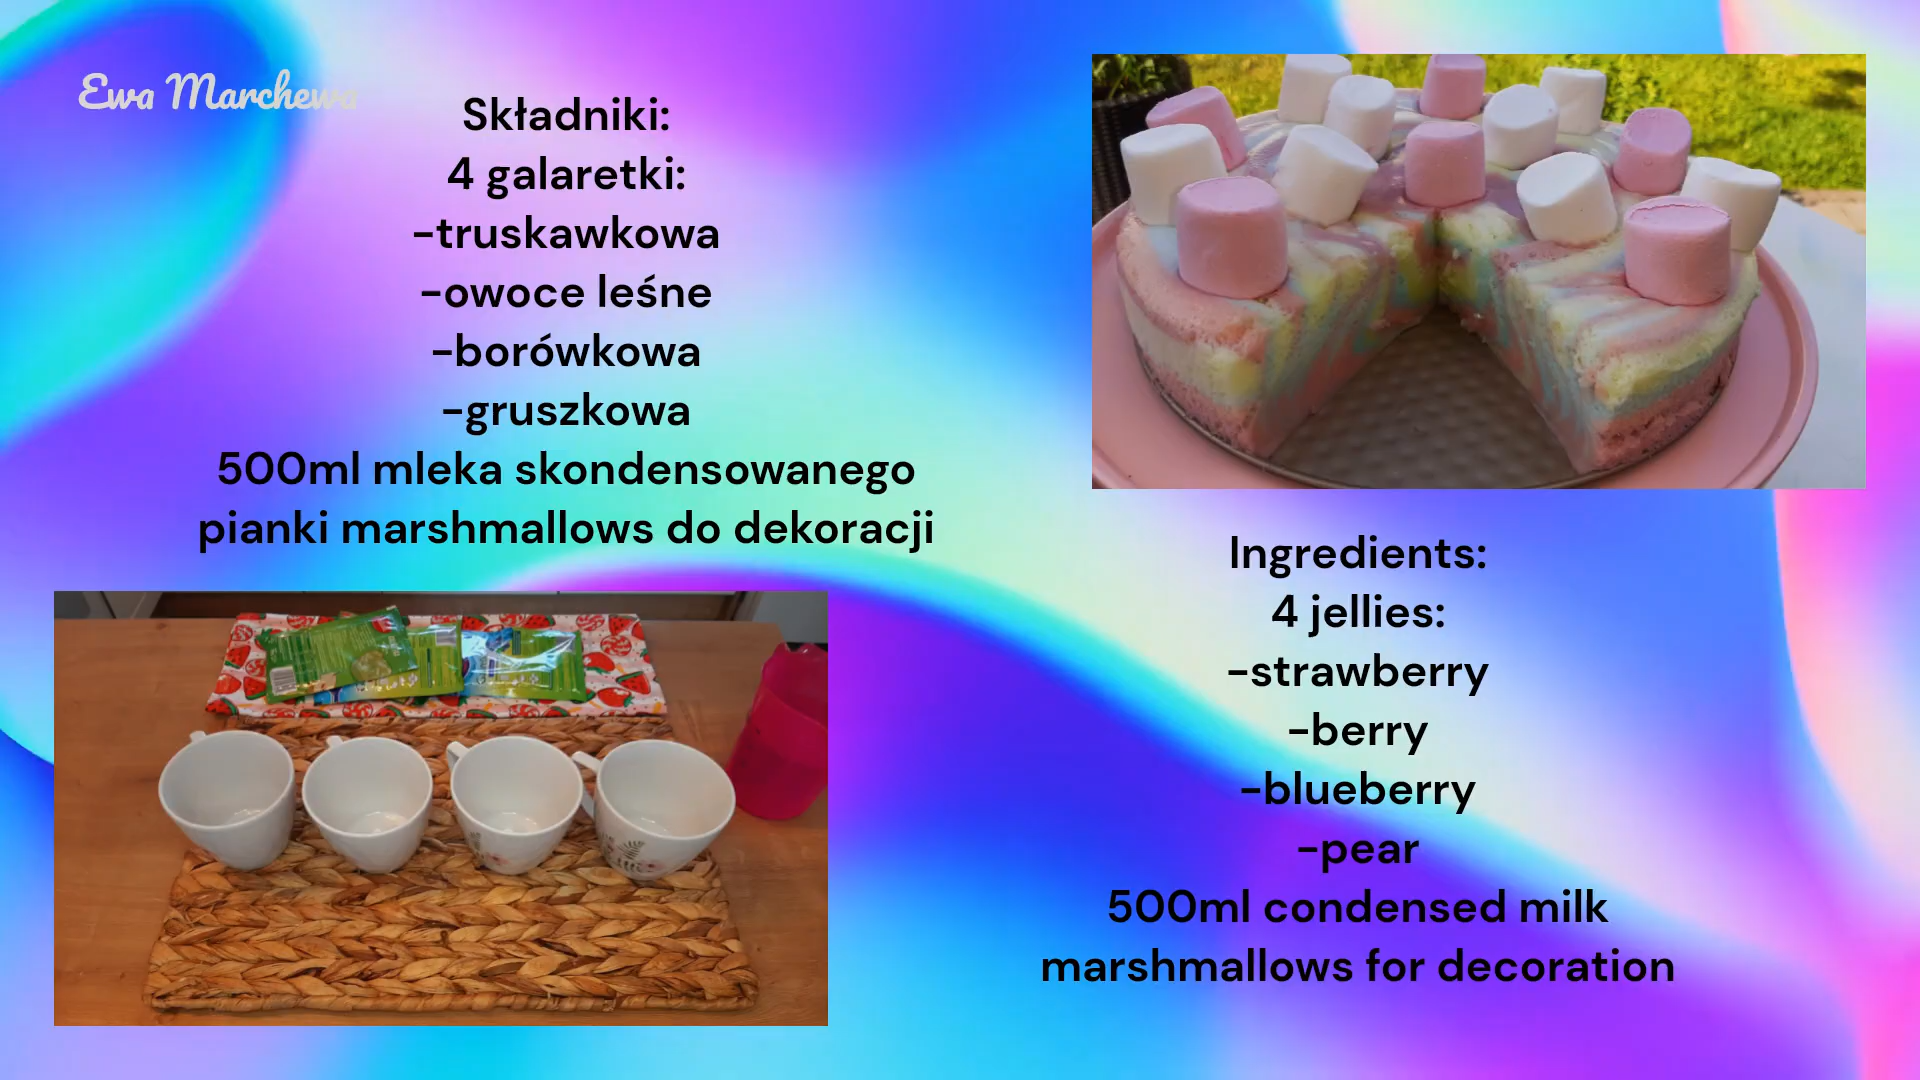 Ewa Marchewa
Składniki:
4 galaretki:
-truskawkowa
-owoce leśne
-borówkowa
-gruszkowa
500ml mleka skondensowanego
pianki marshmallows do dekoracji
Ingredients:
4 jellies:
-strawberry
-berry
-blueberry
-pear
500ml condensed milk
marshmallows for decoration